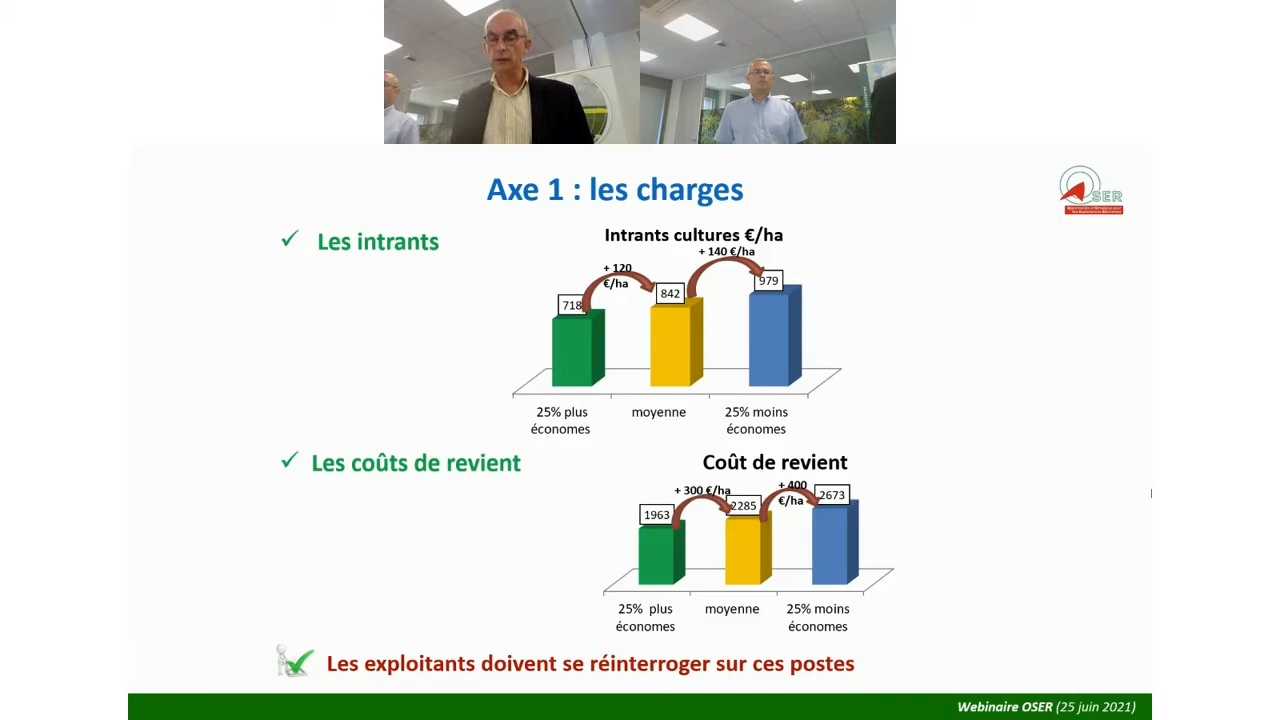 Axe 1 : les charges
OSER
✓ Les intrants
Intrants cultures €/ha
+ 120
€/ha
+ 140 €/ha
718
842
979
25% plus
économes
moyenne
25% moins
économes
✓ Les coûts de revient
Coût de revient
+ 300 €/ha
+ 400
€/ha
1963
2285
2673
25% plus
économes
moyenne
25% moins
économes
Les exploitants doivent se réinterroger sur ces postes
Webinaire OSER (25 juin 2021)